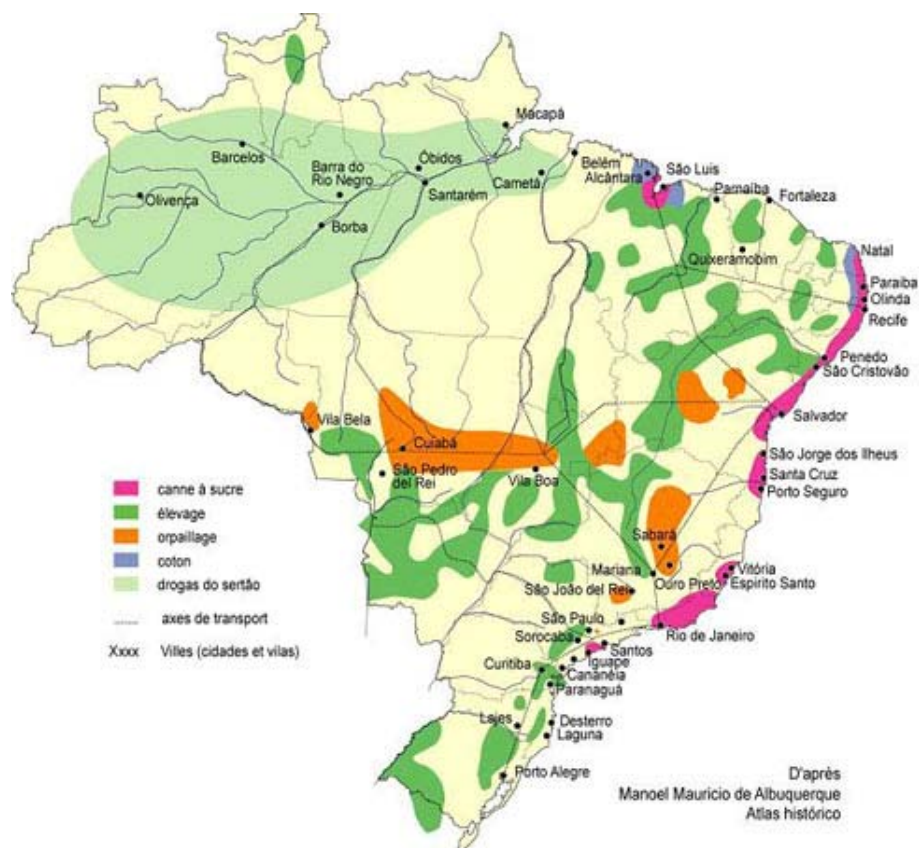 Macapá
Barcelos
Barra do
Rio Negro
Óbidos
Santarém
Cametá
Belém
Alcântara
São Luis
Parnaíba
Fortaleza
Olivença
Borba
Quixeramobim
Natal
Paraiba
Olinda
Recife
Penedo
São Cristovão
Salvador
Vila Bela
Cuiabá
São Pedro
del Rei
Vila Boa
São Jorge dos Ilheus
Santa Cruz
Porto Seguro
Sabará
Mariana
Ouro Preto
Vitória
Espirito Santo
São João del Rei
São Paulo
Sorocaba
Rio de Janeiro
Santos
Iguape
Curitiba
Cananéia
Paranaguá
Lajes
Desterro
Laguna
Porto Alegre
canne à sucre
élevage
orpaillage
coton
drogas do sertão
axes de transport
Xxxx Villes (cidades et vilas)
D'après
Manoel Mauricio de Albuquerque
Atlas histórico